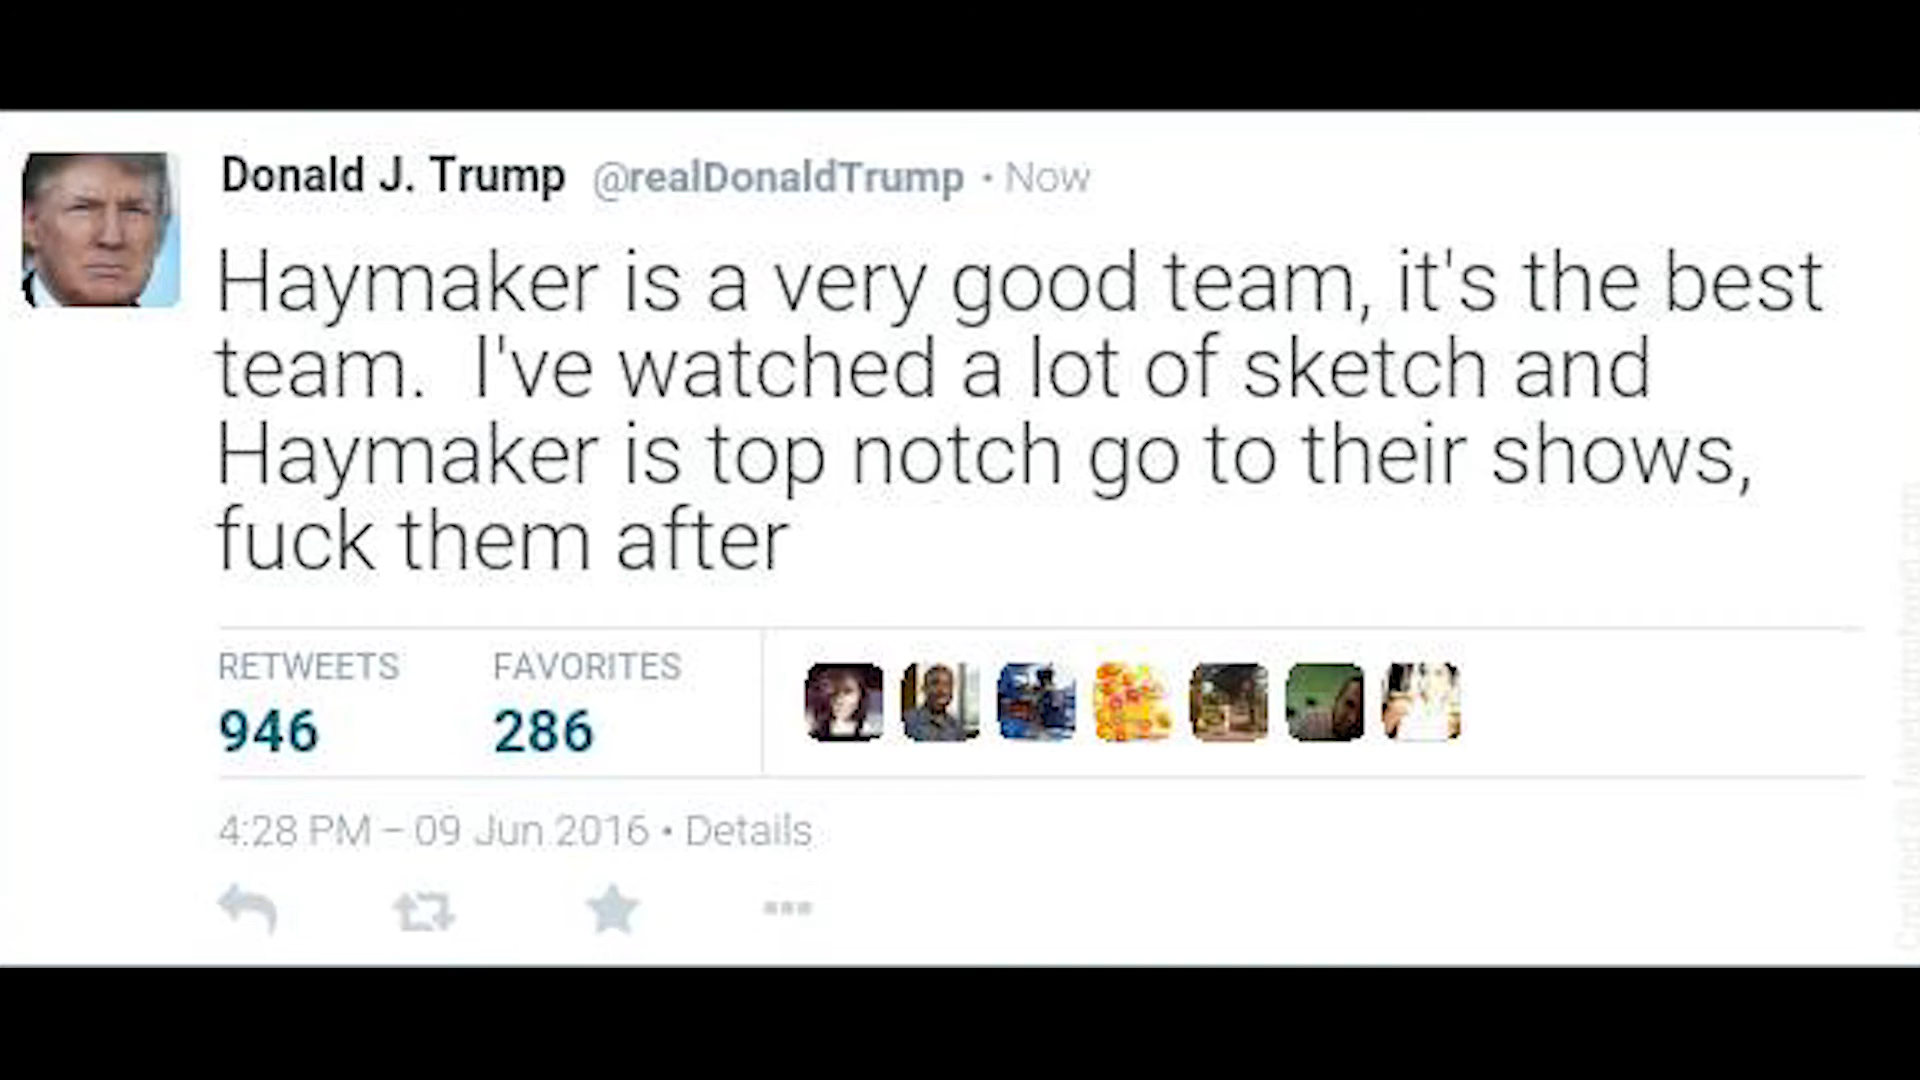 Donald J. Trump @realDonaldTrump · Now
Haymaker is a very good team, it's the best
team. I've watched a lot of sketch and
Haymaker is top notch go to their shows,
fuck them after
RETWEETS FAVORITES
946 286
4:28 PM – 09 Jun 2016 • Details